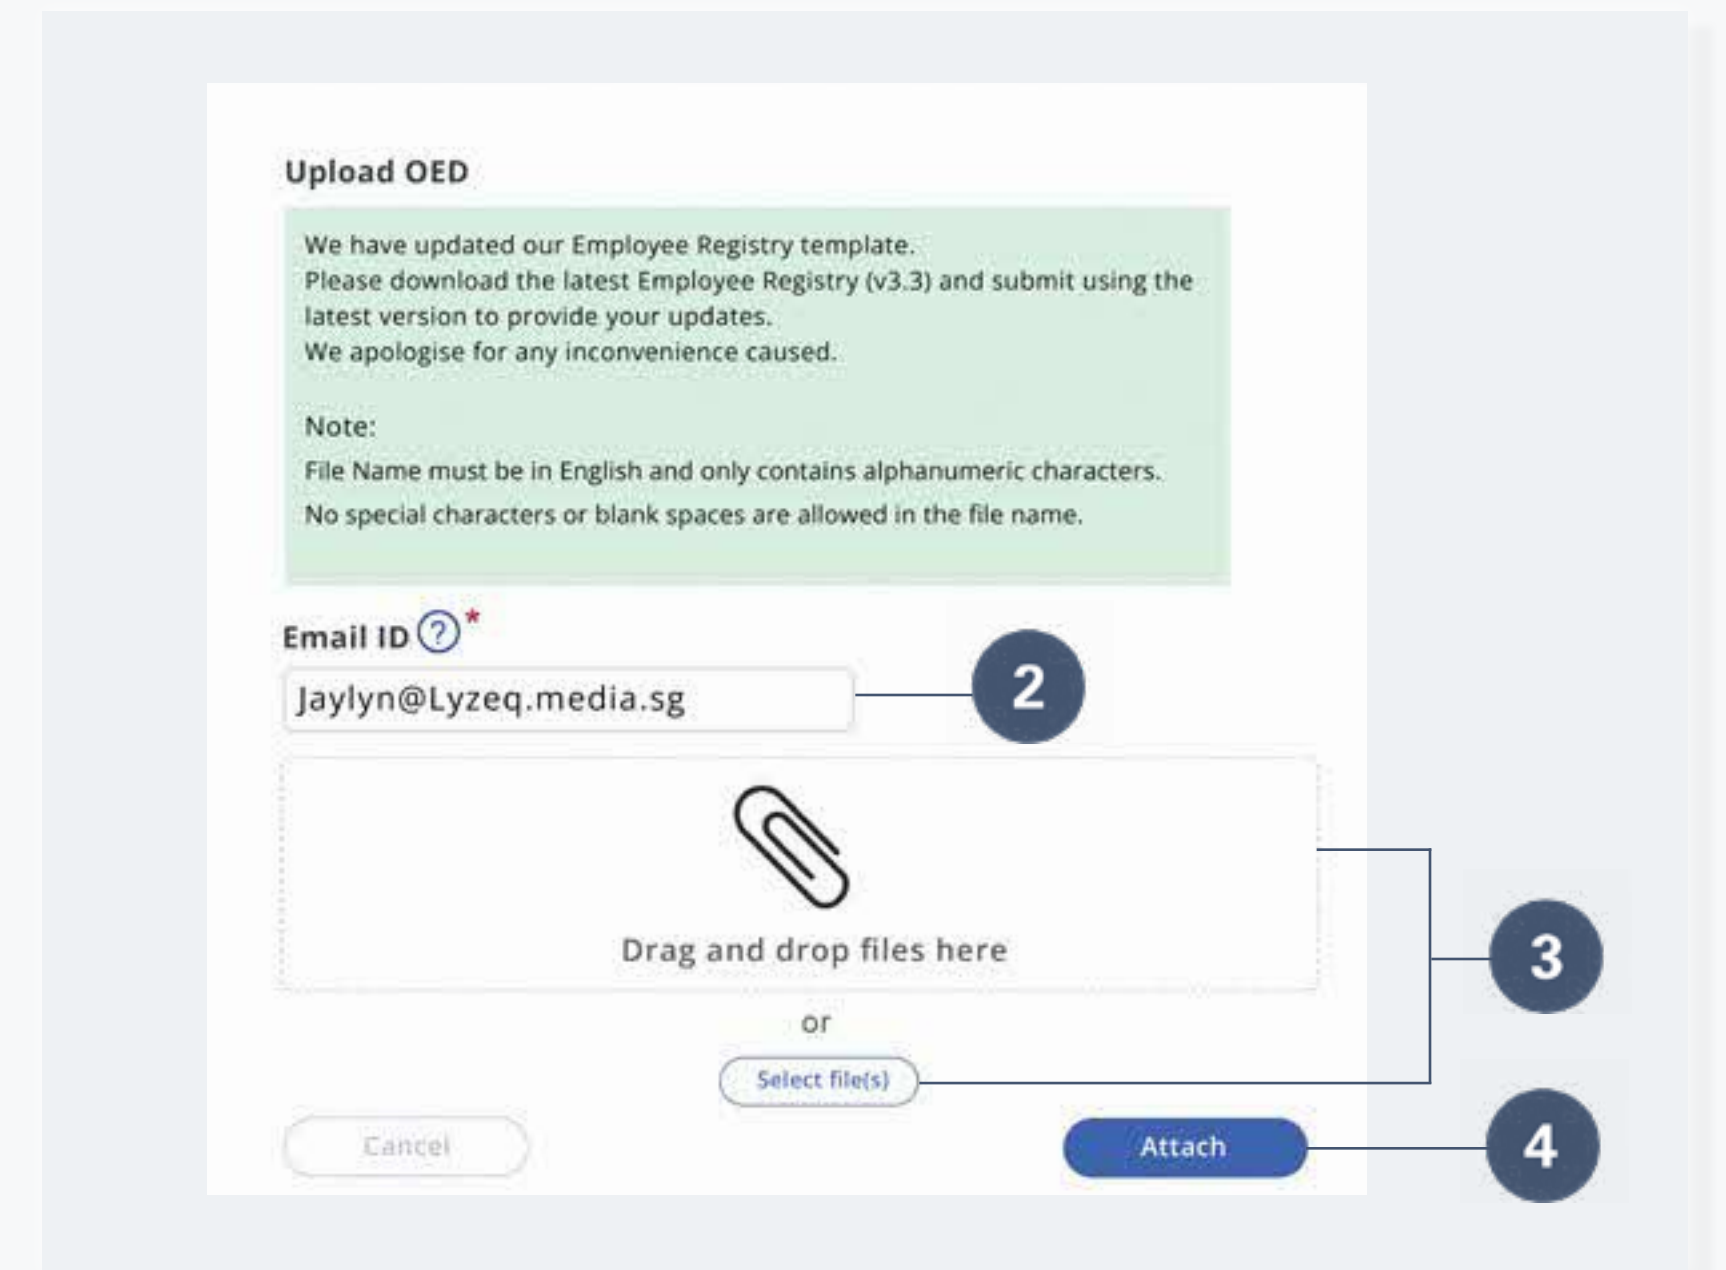 Upload OED
We have updated our Employee Registry template.
Please download the latest Employee Registry (v3.3) and submit using the
latest version to provide your updates.
We apologise for any inconvenience caused.
Note:
File Name must be in English and only contains alphanumeric characters.
No special characters or blank spaces are allowed in the file name.
Email ID ? *
Jaylyn@Lyzeq.media.sg
2
Drag and drop files here
3
or
Select file(s)
Cancel
Attach
4